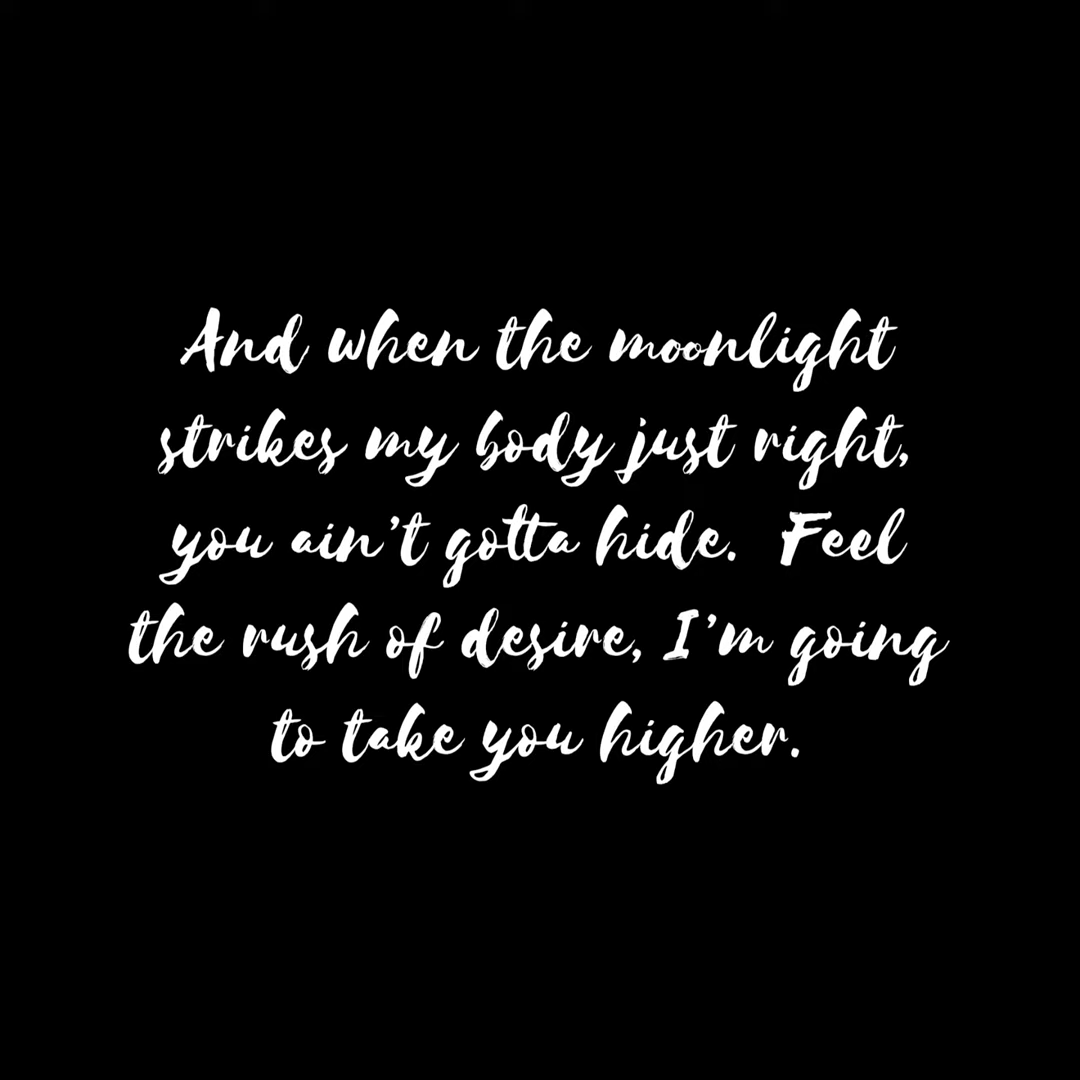 And when the moonlight
strikes my body just right,
you ain't gotta hide.  Feel
the rush of desire, I'm going
to take you higher.